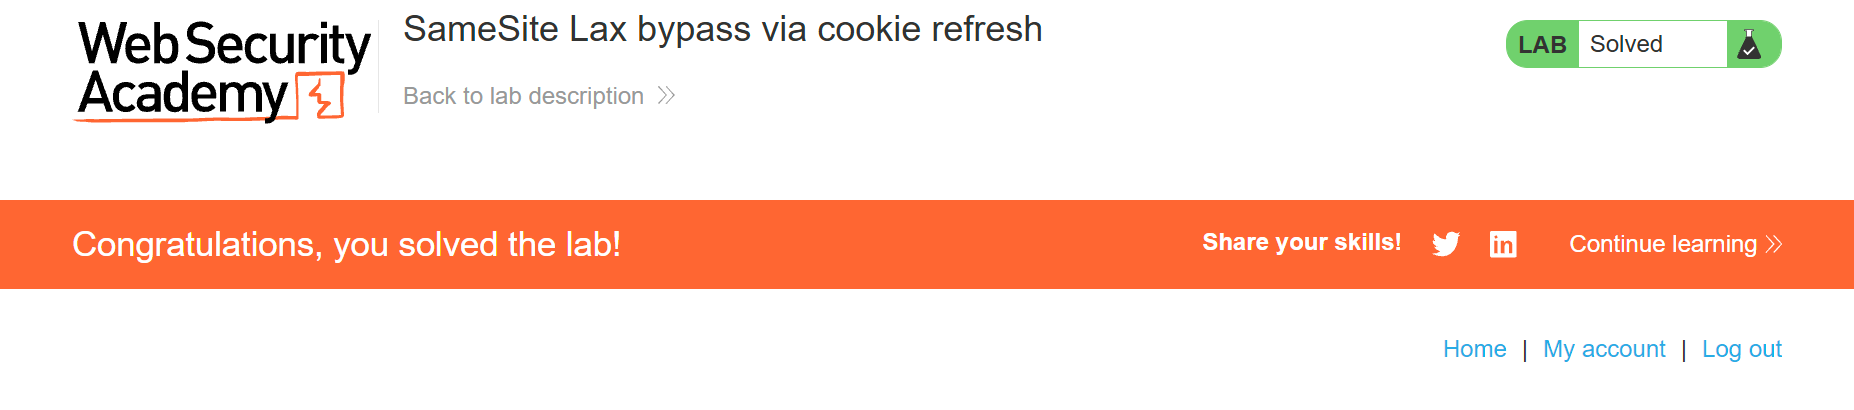 Web Security
Academy
SameSite Lax bypass via cookie refresh
Back to lab description
LAB Solved
Congratulations, you solved the lab!
Share your skills!
Continue learning
Home | My account | Log out